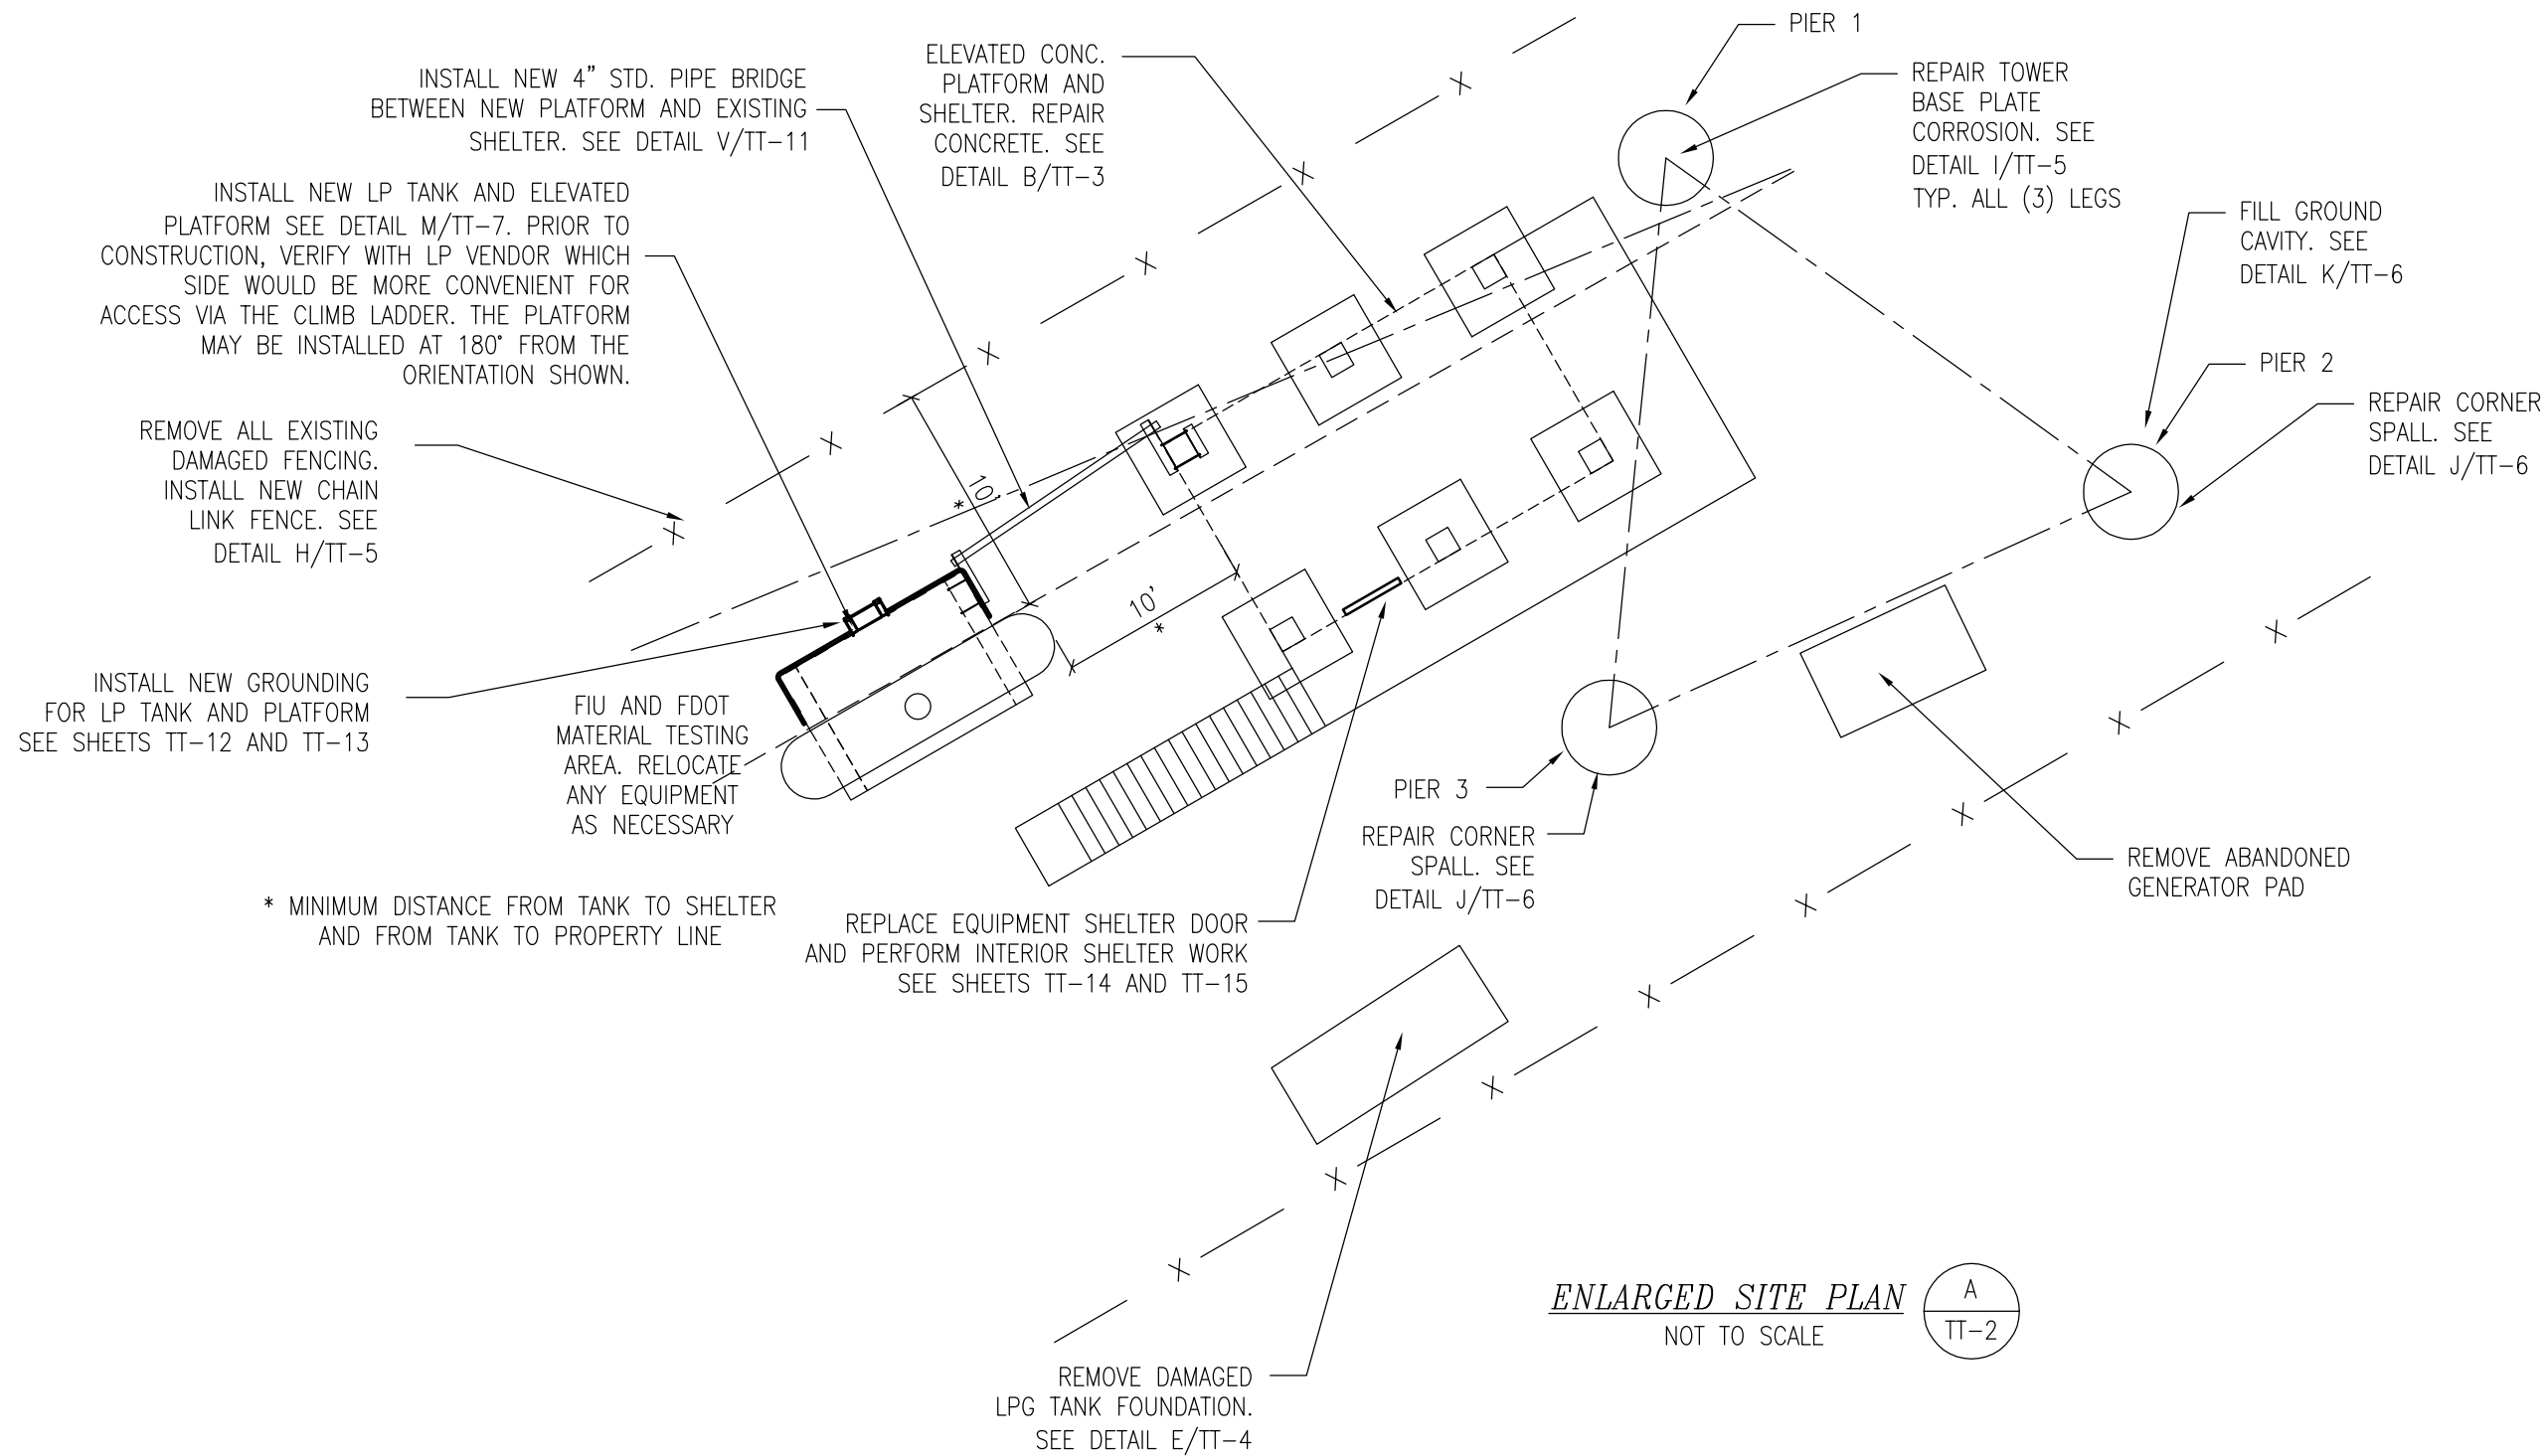 PIER 1
ELEVATED CONC.
PLATFORM AND
SHELTER. REPAIR
CONCRETE. SEE
DETAIL B/TT-3
INSTALL NEW 4" STD. PIPE BRIDGE
BETWEEN NEW PLATFORM AND EXISTING
SHELTER. SEE DETAIL V/TT-11
REPAIR TOWER
BASE PLATE
CORROSION. SEE
DETAIL I/TT-5
TYP. ALL (3) LEGS
INSTALL NEW LP TANK AND ELEVATED
PLATFORM SEE DETAIL M/TT-7. PRIOR TO
CONSTRUCTION, VERIFY WITH LP VENDOR WHICH
SIDE WOULD BE MORE CONVENIENT FOR
ACCESS VIA THE CLIMB LADDER. THE PLATFORM
MAY BE INSTALLED AT 180° FROM THE
ORIENTATION SHOWN.
FILL GROUND
CAVITY. SEE
DETAIL K/TT-6
PIER 2
REPAIR CORNER
SPALL. SEE
DETAIL J/TT-6
REMOVE ALL EXISTING
DAMAGED FENCING.
INSTALL NEW CHAIN
LINK FENCE. SEE
DETAIL H/TT-5
10'
*
10'
*
INSTALL NEW GROUNDING
FOR LP TANK AND PLATFORM
SEE SHEETS TT-12 AND TT-13
FIU AND FDOT
MATERIAL TESTING
AREA. RELOCATE
ANY EQUIPMENT
AS NECESSARY
PIER 3
REPAIR CORNER
SPALL. SEE
DETAIL J/TT-6
REMOVE ABANDONED
GENERATOR PAD
* MINIMUM DISTANCE FROM TANK TO SHELTER
AND FROM TANK TO PROPERTY LINE
REPLACE EQUIPMENT SHELTER DOOR
AND PERFORM INTERIOR SHELTER WORK
SEE SHEETS TT-14 AND TT-15
ENLARGED SITE PLAN
NOT TO SCALE
A
TT-2
REMOVE DAMAGED
LPG TANK FOUNDATION.
SEE DETAIL E/TT-4